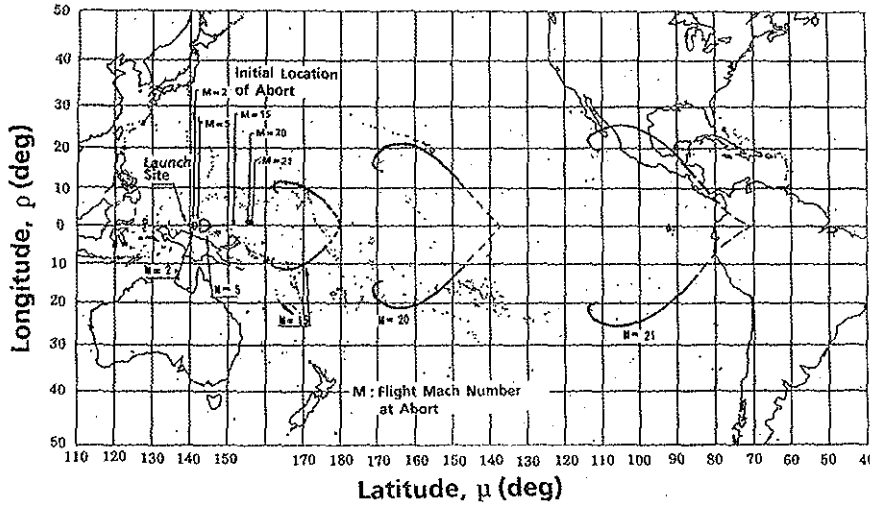 50
40
30
20
10
0
10
20
30
40
50
Longitude, ρ (deg)
Initial Location
of Abort
M=2
M=5
M=15
M=20
M=21
Launch
Site
M=2
M=5
M=15
M=20
M=21
M : Flight Mach Number
at Abort
110 120 130 140 150 160 170 180 170 160 150 140 130 120 110 100 90 80 70 60 50 40
Latitude, μ (deg)